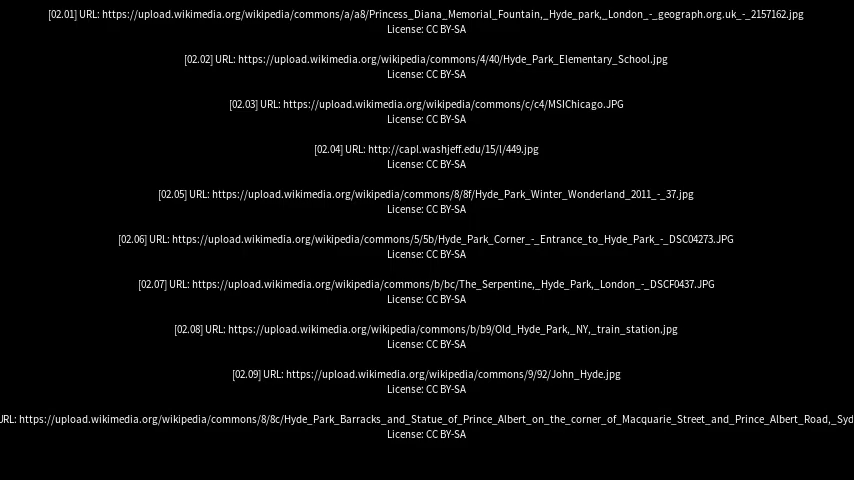 [02.01] URL: https://upload.wikimedia.org/wikipedia/commons/a/a8/Princess_Diana_Memorial_Fountain,_Hyde_park,_London_-_geograph.org.uk_-_2157162.jpg
License: CC BY-SA
[02.02] URL: https://upload.wikimedia.org/wikipedia/commons/4/40/Hyde_Park_Elementary_School.jpg
License: CC BY-SA
[02.03] URL: https://upload.wikimedia.org/wikipedia/commons/c/c4/MSIChicago.JPG
License: CC BY-SA
[02.04] URL: http://capl.washjeff.edu/15/l/449.jpg
License: CC BY-SA
[02.05] URL: https://upload.wikimedia.org/wikipedia/commons/8/8f/Hyde_Park_Winter_Wonderland_2011_-_37.jpg
License: CC BY-SA
[02.06] URL: https://upload.wikimedia.org/wikipedia/commons/5/5b/Hyde_Park_Corner_-_Entrance_to_Hyde_Park_-_DSC04273.JPG
License: CC BY-SA
[02.07] URL: https://upload.wikimedia.org/wikipedia/commons/b/bc/The_Serpentine,_Hyde_Park,_London_-_DSCF0437.JPG
License: CC BY-SA
[02.08] URL: https://upload.wikimedia.org/wikipedia/commons/b/b9/Old_Hyde_Park,_NY,_train_station.jpg
License: CC BY-SA
[02.09] URL: https://upload.wikimedia.org/wikipedia/commons/9/92/John_Hyde.jpg
License: CC BY-SA
URL: https://upload.wikimedia.org/wikipedia/commons/8/8c/Hyde_Park_Barracks_and_Statue_of_Prince_Albert_on_the_corner_of_Macquarie_Street_and_Prince_Albert_Road,_Syd
License: CC BY-SA